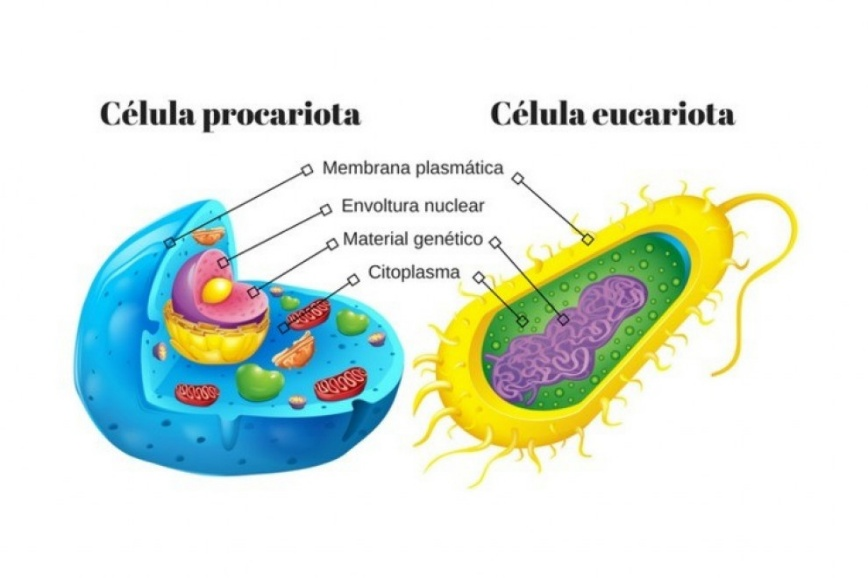 Célula procariota
Célula eucariota
Membrana plasmática
Envoltura nuclear
Material genético
Citoplasma